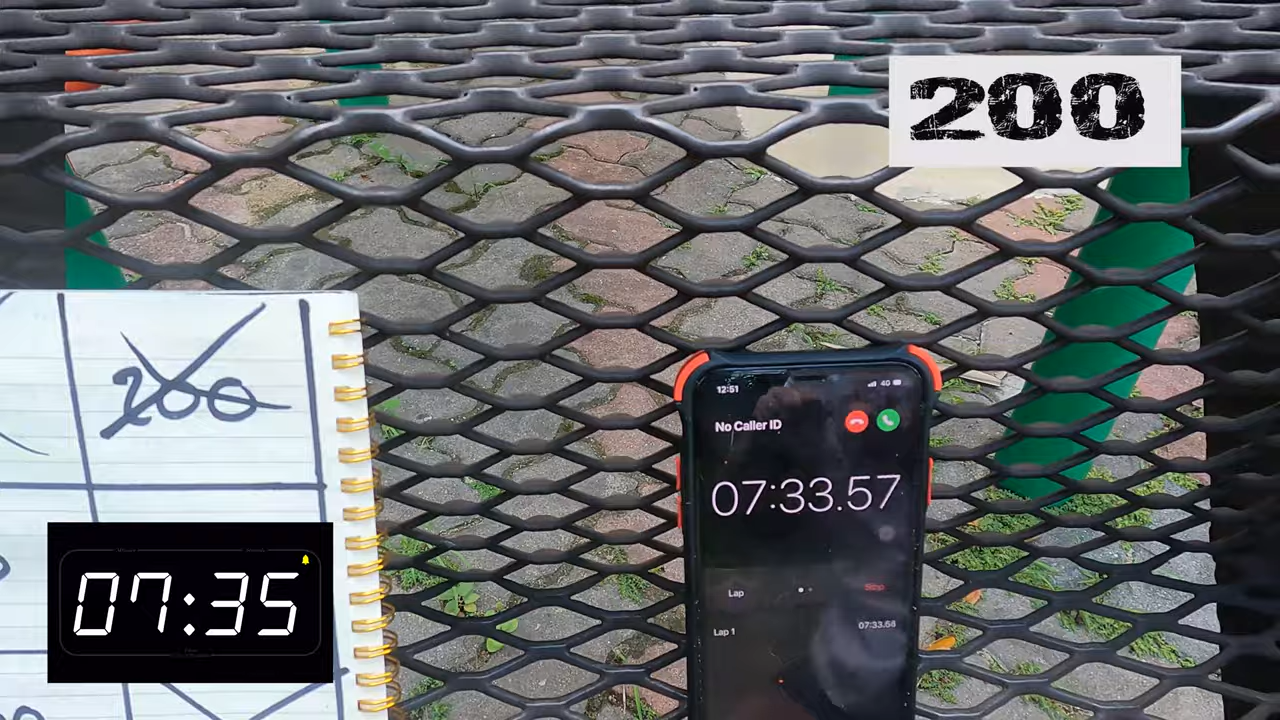 200
200
12:51
4G
No Caller ID
07:33.57
Lap
Stop
Lap 1
07:33.68
07:35